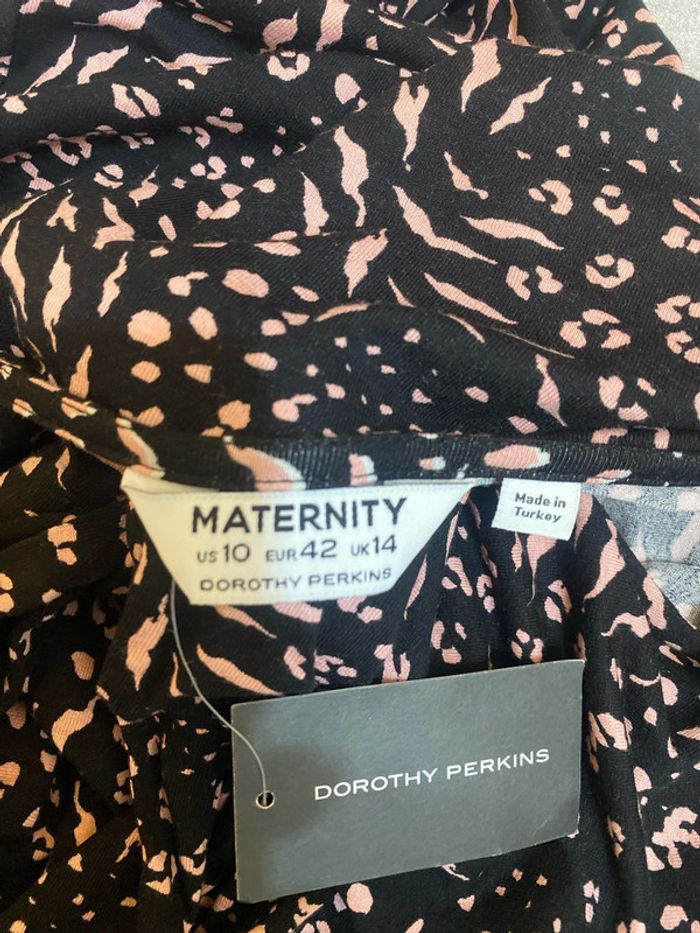 MATERNITY
US 10 EUR 42 UK 14
DOROTHY PERKINS
Made in
Turkey
DOROTHY PERKINS